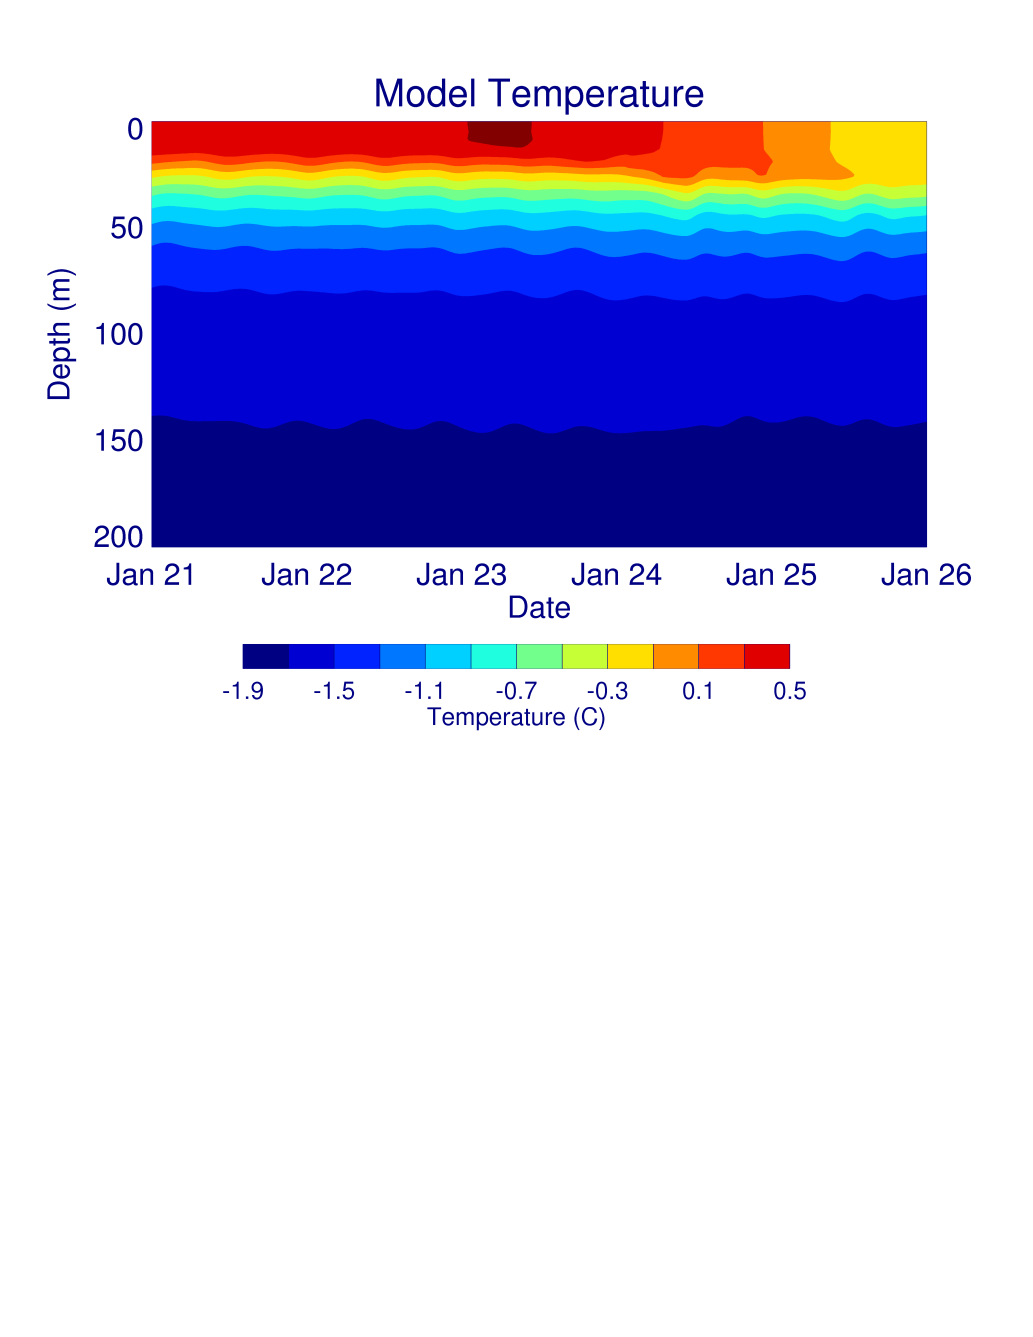 Model Temperature
0
50
100
150
200
Depth (m)
Jan 21 Jan 22 Jan 23 Jan 24 Jan 25 Jan 26
Date
-1.9 -1.5 -1.1 -0.7 -0.3 0.1 0.5
Temperature (C)